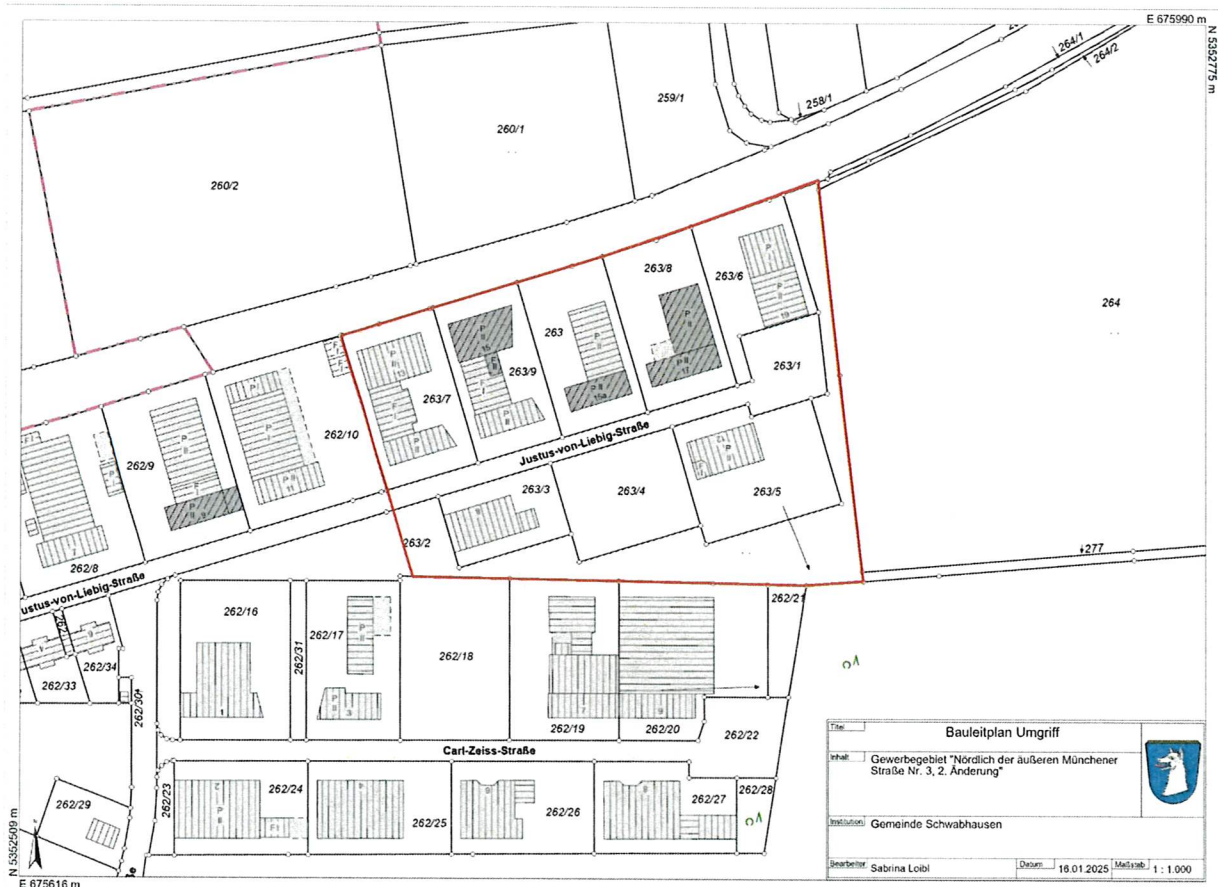 E 675990 m
N 5352775 m
264/1
264/2
258/1
259/1
260/1
260/2
263/8
263/6
263
263/9
263/7
263/1
264
262/10
262/9
262/8
Justus-von-Liebig-Straße
263/3
263/4
263/5
263/2
277
ustus-von-Liebig-Straße
262/16
262/17
262/31
262/18
262/21
262/34
262/33
262/30
262/19
262/20
262/22
Carl-Zeiss-Straße
262/29
262/23
262/24
262/25
262/26
262/27
262/28
Titel
Bauleitplan Umgriff
Inhalt
Gewerbegebiet "Nördlich der äußeren Münchener
Straße Nr. 3, 2. Änderung"
Institution
Gemeinde Schwabhausen
Bearbeiter
Sabrina Loibl
Datum
16.01.2025
Maßstab
1 : 1.000
N 5352509 m
E 675616 m